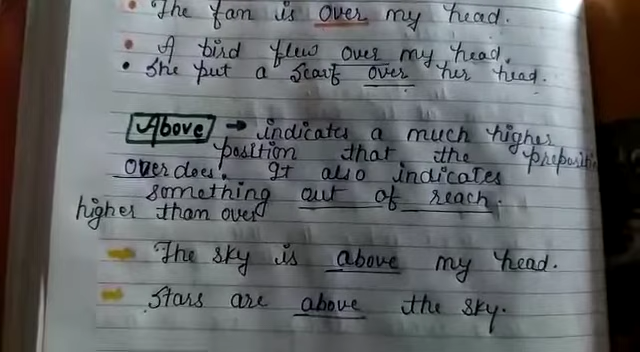 • The fan is over my head.
• A bird flew over my head.
• She put a scarf over her head.
Above → indicates a much higher
position that the preposition
over does. It also indicates
something out of reach.
higher than over
The sky is above my head.
Stars are above the sky.